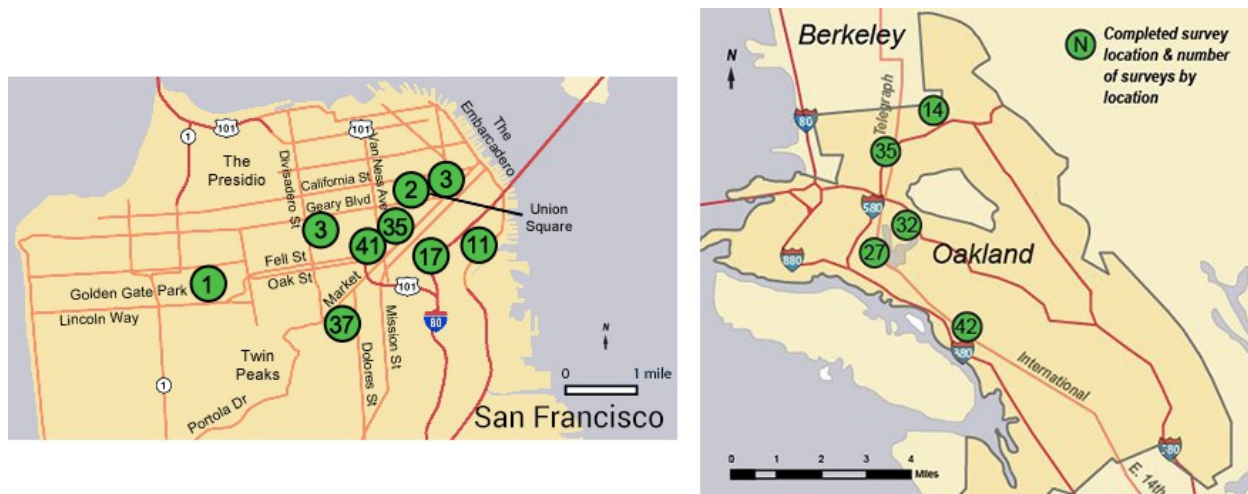 1
101
101
The Embarcadero
The
Presidio
Divisadero St
Van Ness Ave
California St
Geary Blvd
2
3
Union
Square
3
35
41
17
11
Fell St
Oak St
1
Golden Gate Park
Lincoln Way
Market
101
80
37
Mission St
Dolores St
Twin
Peaks
1
Portola Dr
N
0 1 mile
San Francisco
Berkeley
N
N
Completed survey
location & number
of surveys by
location
80
14
Telegraph
35
580
32
27
Oakland
880
42
International
E. 14th
0 1 2 3 4
Miles